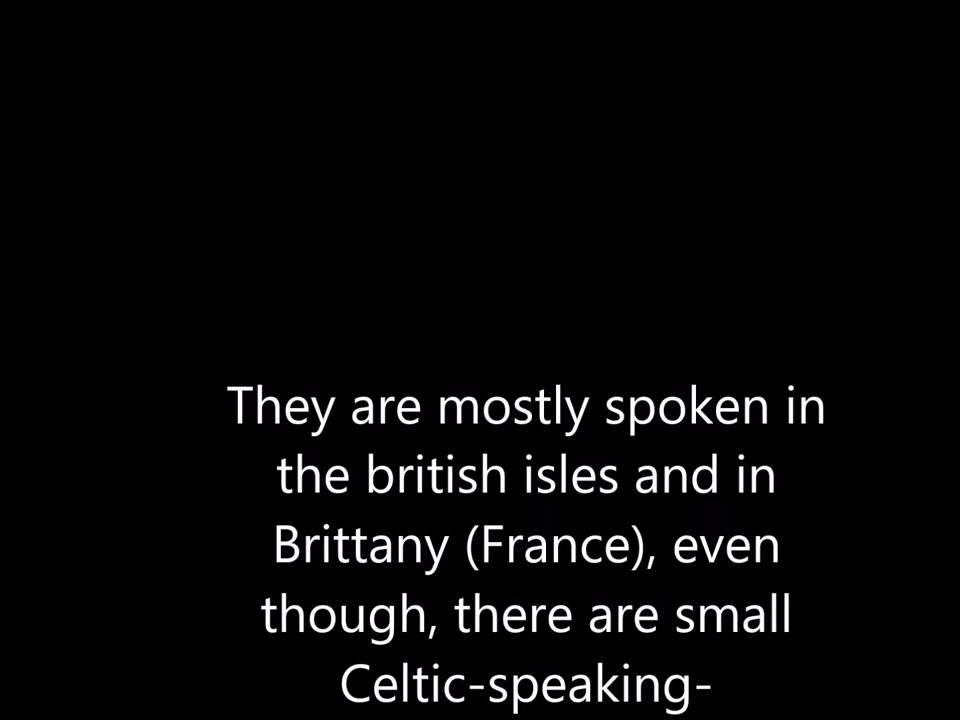 They are mostly spoken in
the british isles and in
Brittany (France), even
though, there are small
Celtic-speaking-